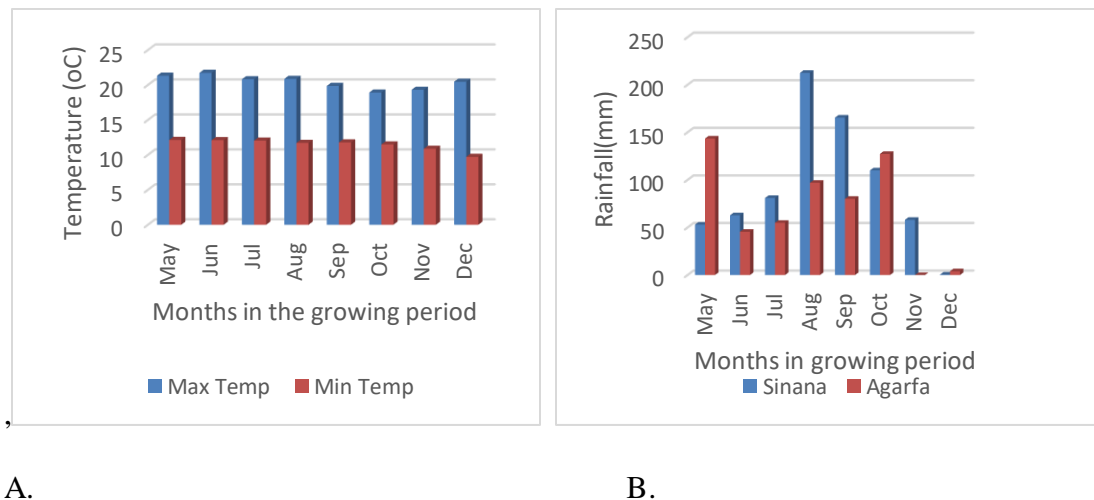 25
20
15
10
5
0
Temperature (oC)
May
Jun
Jul
Aug
Sep
Oct
Nov
Dec
Months in the growing period
Max Temp Min Temp
250
200
150
100
50
0
Rainfall(mm)
May
Jun
Jul
Aug
Sep
Oct
Nov
Dec
Months in growing period
Sinana Agarfa
,
A. B.